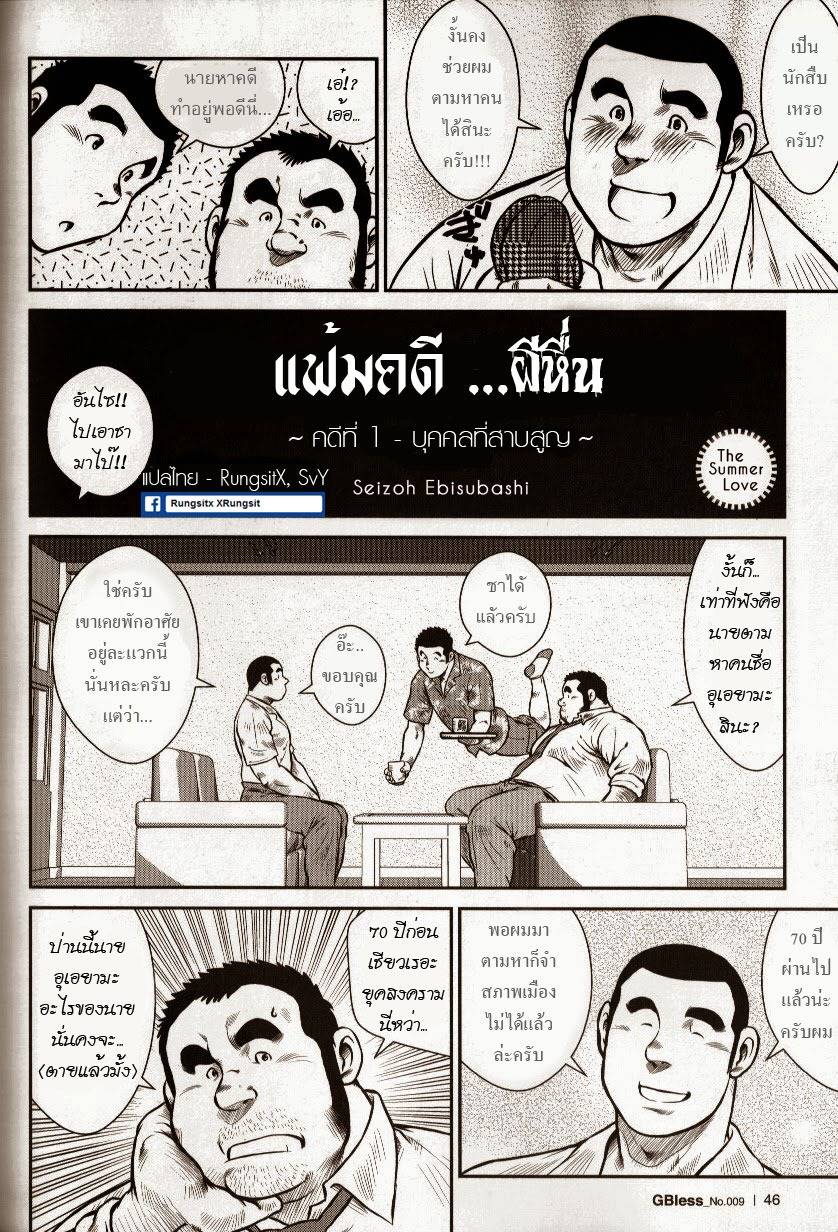 เป็น
นักสืบ
เหรอ
ครับ?
งั้นคง
ช่วยผม
ตามหาคน
ได้สินะ
ครับ!!!
เอ๋!?
เอ้อ...
นายหาคดี
ทำอยู่พอดีนี่...
แฟ้มคดี ...ผีหื่น
~ คดีที่ 1 - บุคคลที่สาบสูญ ~
อันไซ!!
ไปเอาชา
มาไป๊!!
แปลไทย - RungsitX, SvY
Rungsitx XRungsit
Seizoh Ebisubashi
The
Summer
Love
งั้นก็...
เท่าที่ฟังคือ
นายตาม
หาคนชื่อ
อุเอยามะ
สินะ?
ชาได้
แล้วครับ
อ๊ะ..
ขอบคุณ
ครับ
ใช่ครับ
เขาเคยพักอาศัย
อยู่ละแวกนี้
นั่นหละครับ
แต่ว่า...
70 ปี
ผ่านไป
แล้วน่ะ
ครับผม
พอผมมา
ตามหาก็จำ
สภาพเมือง
ไม่ได้แล้ว
ล่ะครับ
70 ปีก่อน
เชียวเรอะ
ยุคสงคราม
นี่หว่า...
ป่านนี้นาย
อุเอยามะ
อะไรของนาย
นั่นคงจะ...
(ตายแล้วมั้ง)
GBless_No.009 | 46